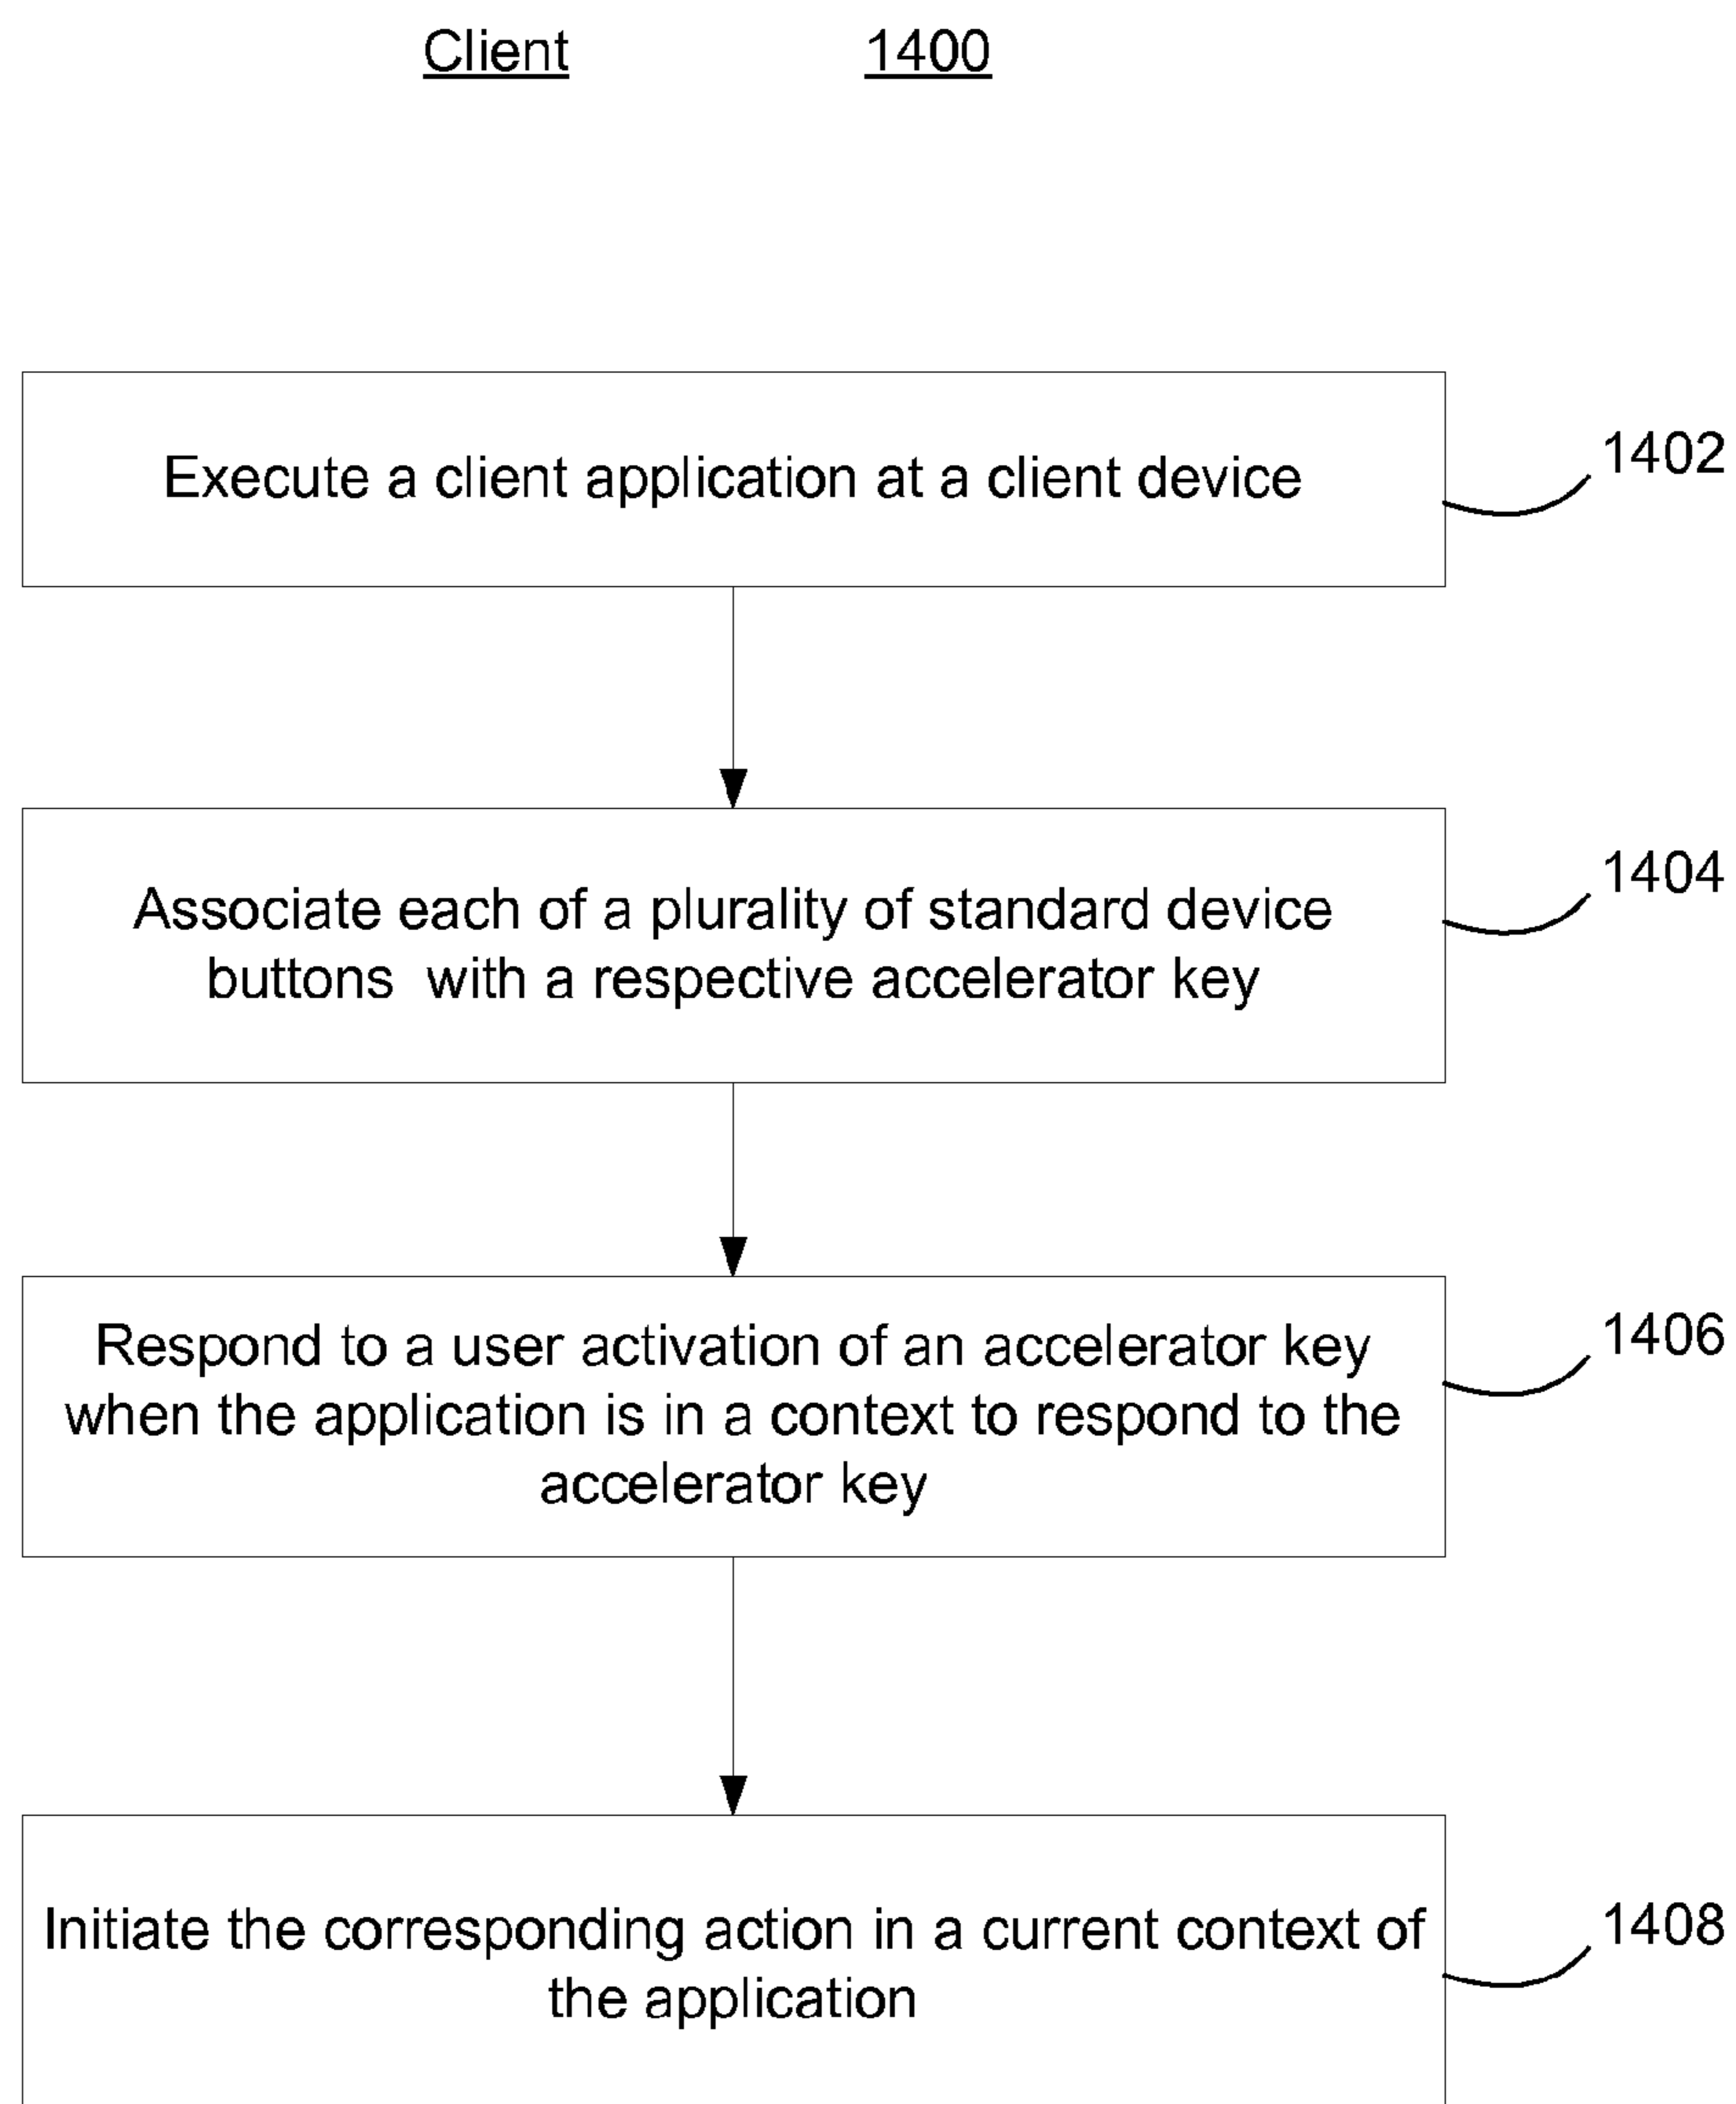 Client 1400
Execute a client application at a client device
1402
Associate each of a plurality of standard device
buttons with a respective accelerator key
1404
Respond to a user activation of an accelerator key
when the application is in a context to respond to the
accelerator key
1406
Initiate the corresponding action in a current context of
the application
1408